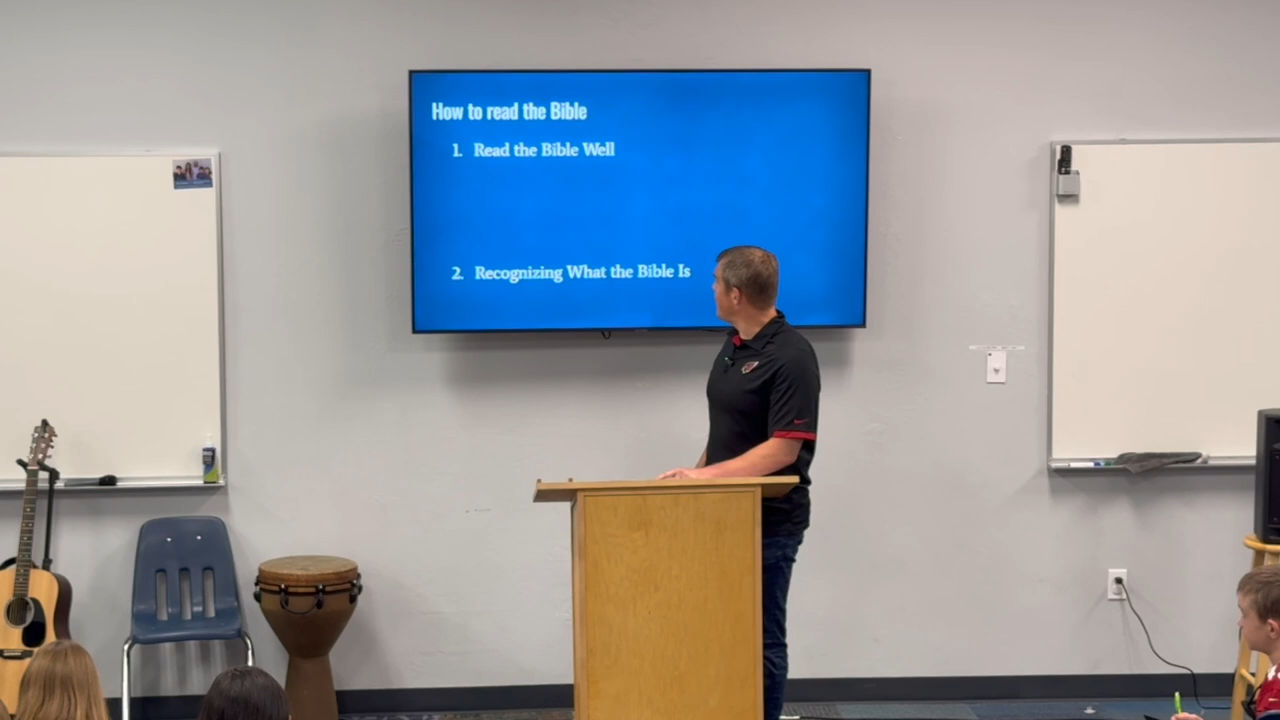 How to read the Bible
1. Read the Bible Well
2. Recognizing What the Bible Is